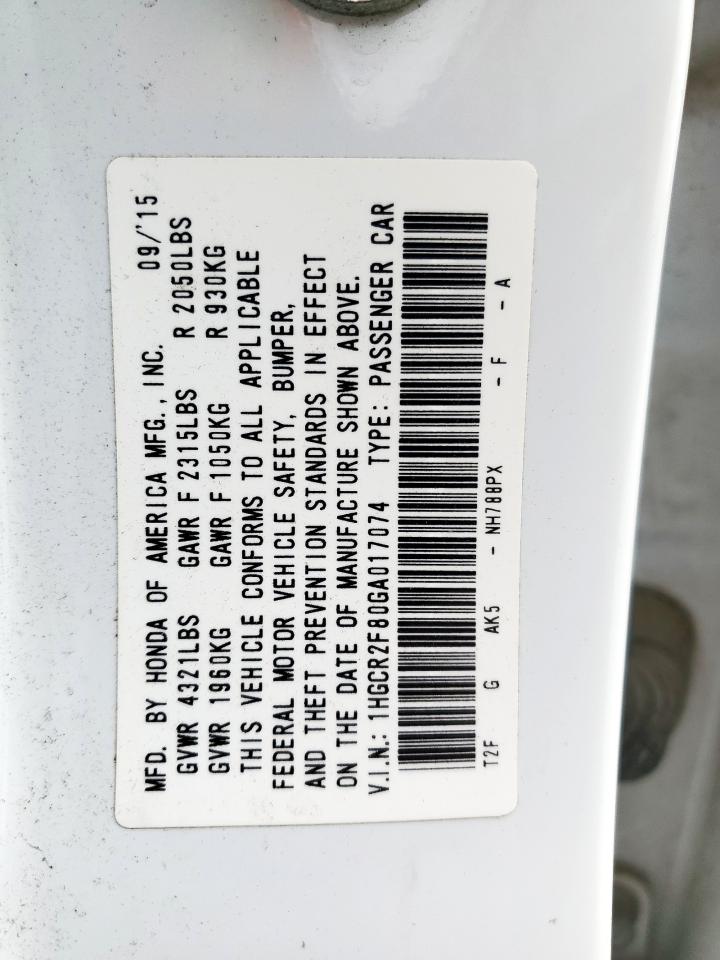 MFD. BY HONDA OF AMERICA MFG., INC. 09/'15
GVWR 4321LBS GAWR F 2315LBS R 2050LBS
GVWR 1960KG GAWR F 1050KG R 930KG
THIS VEHICLE CONFORMS TO ALL APPLICABLE
FEDERAL MOTOR VEHICLE SAFETY, BUMPER,
AND THEFT PREVENTION STANDARDS IN EFFECT
ON THE DATE OF MANUFACTURE SHOWN ABOVE.
V.I.N.: 1HGCR2F80GA017074 TYPE: PASSENGER CAR
T2F G AK5 - NH788PX - F - A